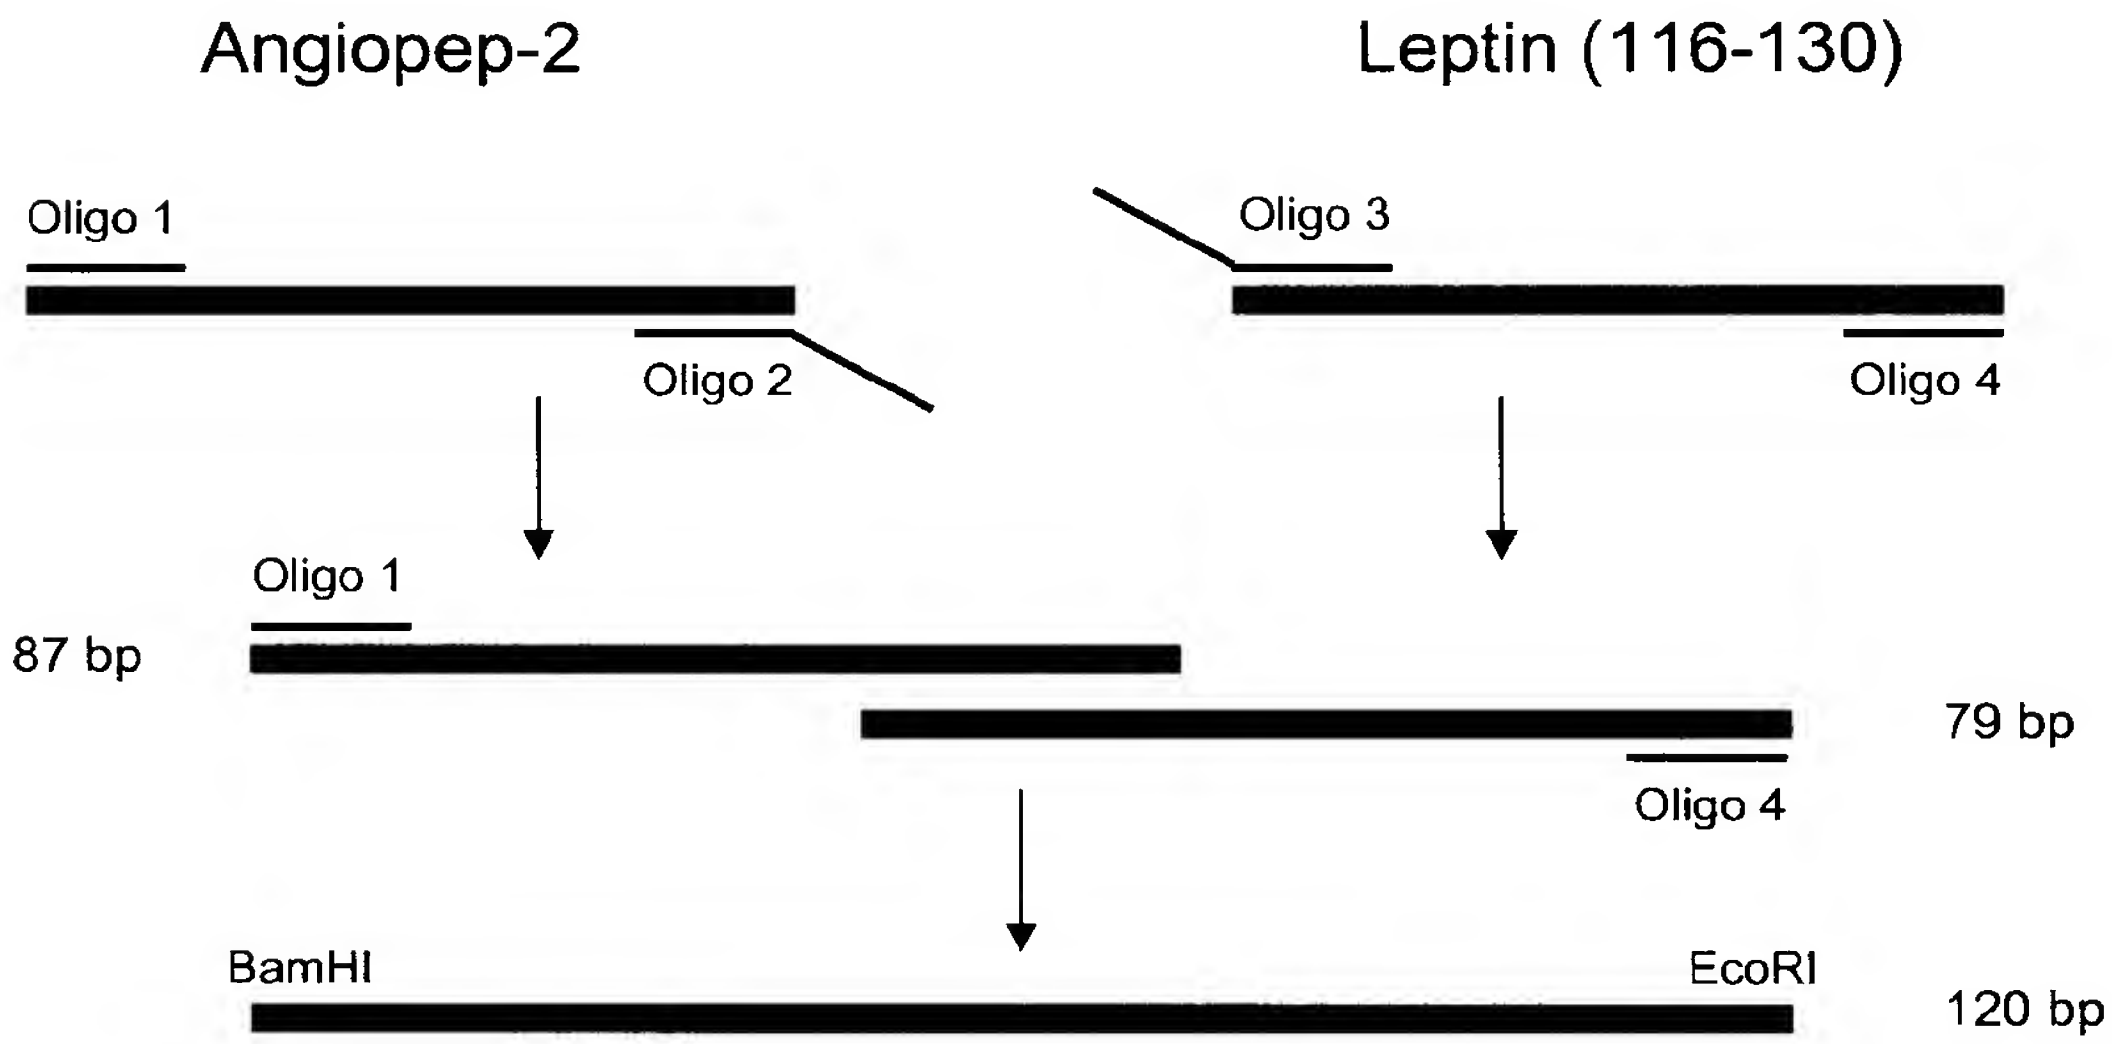 Angiopep-2
Leptin (116-130)
Oligo 1
Oligo 3
Oligo 2
Oligo 4
Oligo 1
87 bp
79 bp
Oligo 4
BamHI
EcoRI
120 bp